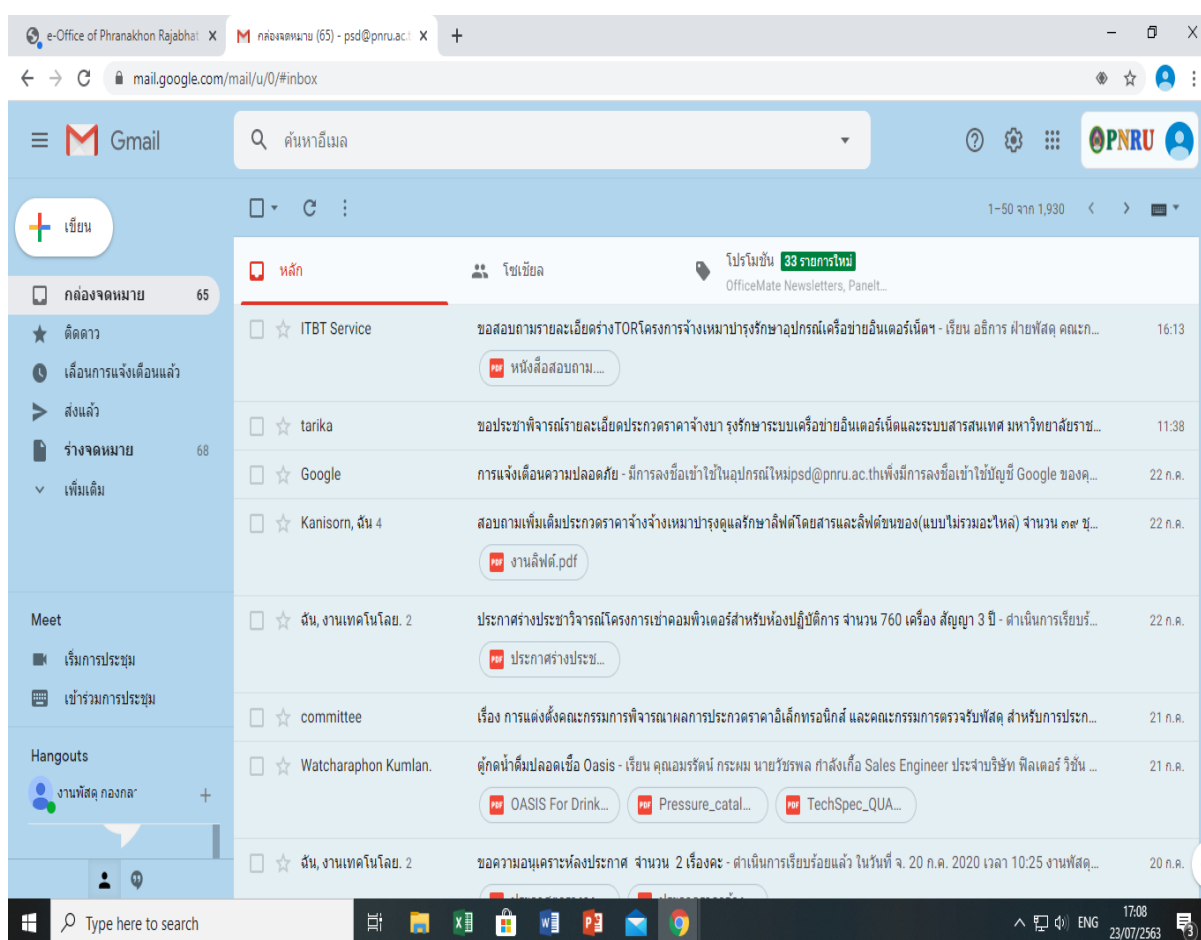 e-Office of Phranakhon Rajabhat
กล่องจดหมาย (65) - psd@pnru.ac.t
mail.google.com/mail/u/0/#inbox
Gmail
ค้นหาอีเมล
PNRU
เขียน
1–50 จาก 1,930
หลัก
โซเชียล
โปรโมชัน 33 รายการใหม่
OfficeMate Newsletters, Panelt...
กล่องจดหมาย 65
ติดดาว
เลื่อนการแจ้งเตือนแล้ว
ส่งแล้ว
ร่างจดหมาย 68
เพิ่มเติม
ITBT Service ขอสอบถามรายละเอียดร่างTORโครงการจ้างเหมาบำรุงรักษาอุปกรณ์เครือข่ายอินเตอร์เน็ตฯ - เรียน อธิการ ฝ่ายพัสดุ คณะก... 16:13
PDF หนังสือสอบถาม....
tarika ขอประชาพิจารณ์รายละเอียดประกวดราคาจ้างบา รุงรักษาระบบเครือข่ายอินเตอร์เน็ตและระบบสารสนเทศ มหาวิทยาลัยราช... 11:38
Google การแจ้งเตือนความปลอดภัย - มีการลงชื่อเข้าใช้ในอุปกรณ์ใหม่psd@pnru.ac.thเพิ่งมีการลงชื่อเข้าใช้บัญชี Google ของคุ... 22 ก.ค.
Kanisorn, ฉัน 4 สอบถามเพิ่มเติมประกวดราคาจ้างจ้างเหมาบำรุงดูแลรักษาลิฟต์โดยสารและลิฟต์ขนของ(แบบไม่รวมอะไหล่) จำนวน ๓๙ ชุ... 22 ก.ค.
PDF งานลิฟต์.pdf
ฉัน, งานเทคโนโลย. 2 ประกาศร่างประชาวิจารณ์โครงการเช่าคอมพิวเตอร์สำหรับห้องปฏิบัติการ จำนวน 760 เครื่อง สัญญา 3 ปี - ดำเนินการเรียบร้... 22 ก.ค.
PDF ประกาศร่างประช...
committee เรื่อง การแต่งตั้งคณะกรรมการพิจารณาผลการประกวดราคาอิเล็กทรอนิกส์ และคณะกรรมการตรวจรับพัสดุ สำหรับการประก... 21 ก.ค.
Watcharaphon Kumlan. ตู้กดน้ำดื่มปลอดเชื้อ Oasis - เรียน คุณอมรรัตน์ กระผม นายวัชรพล กำลังเกื้อ Sales Engineer ประจำบริษัท ฟิลเตอร์ วิชั่น ... 21 ก.ค.
PDF OASIS For Drink... PDF Pressure_catal... PDF TechSpec_QUA...
ฉัน, งานเทคโนโลย. 2 ขอความอนุเคราะห์ลงประกาศ จำนวน 2 เรื่องคะ - ดำเนินการเรียบร้อยแล้ว ในวันที่ จ. 20 ก.ค. 2020 เวลา 10:25 งานพัสดุ... 20 ก.ค.
Meet
เริ่มการประชุม
เข้าร่วมการประชุม
Hangouts
งานพัสดุ กองกลา
Type here to search
ENG
17:08
23/07/2563